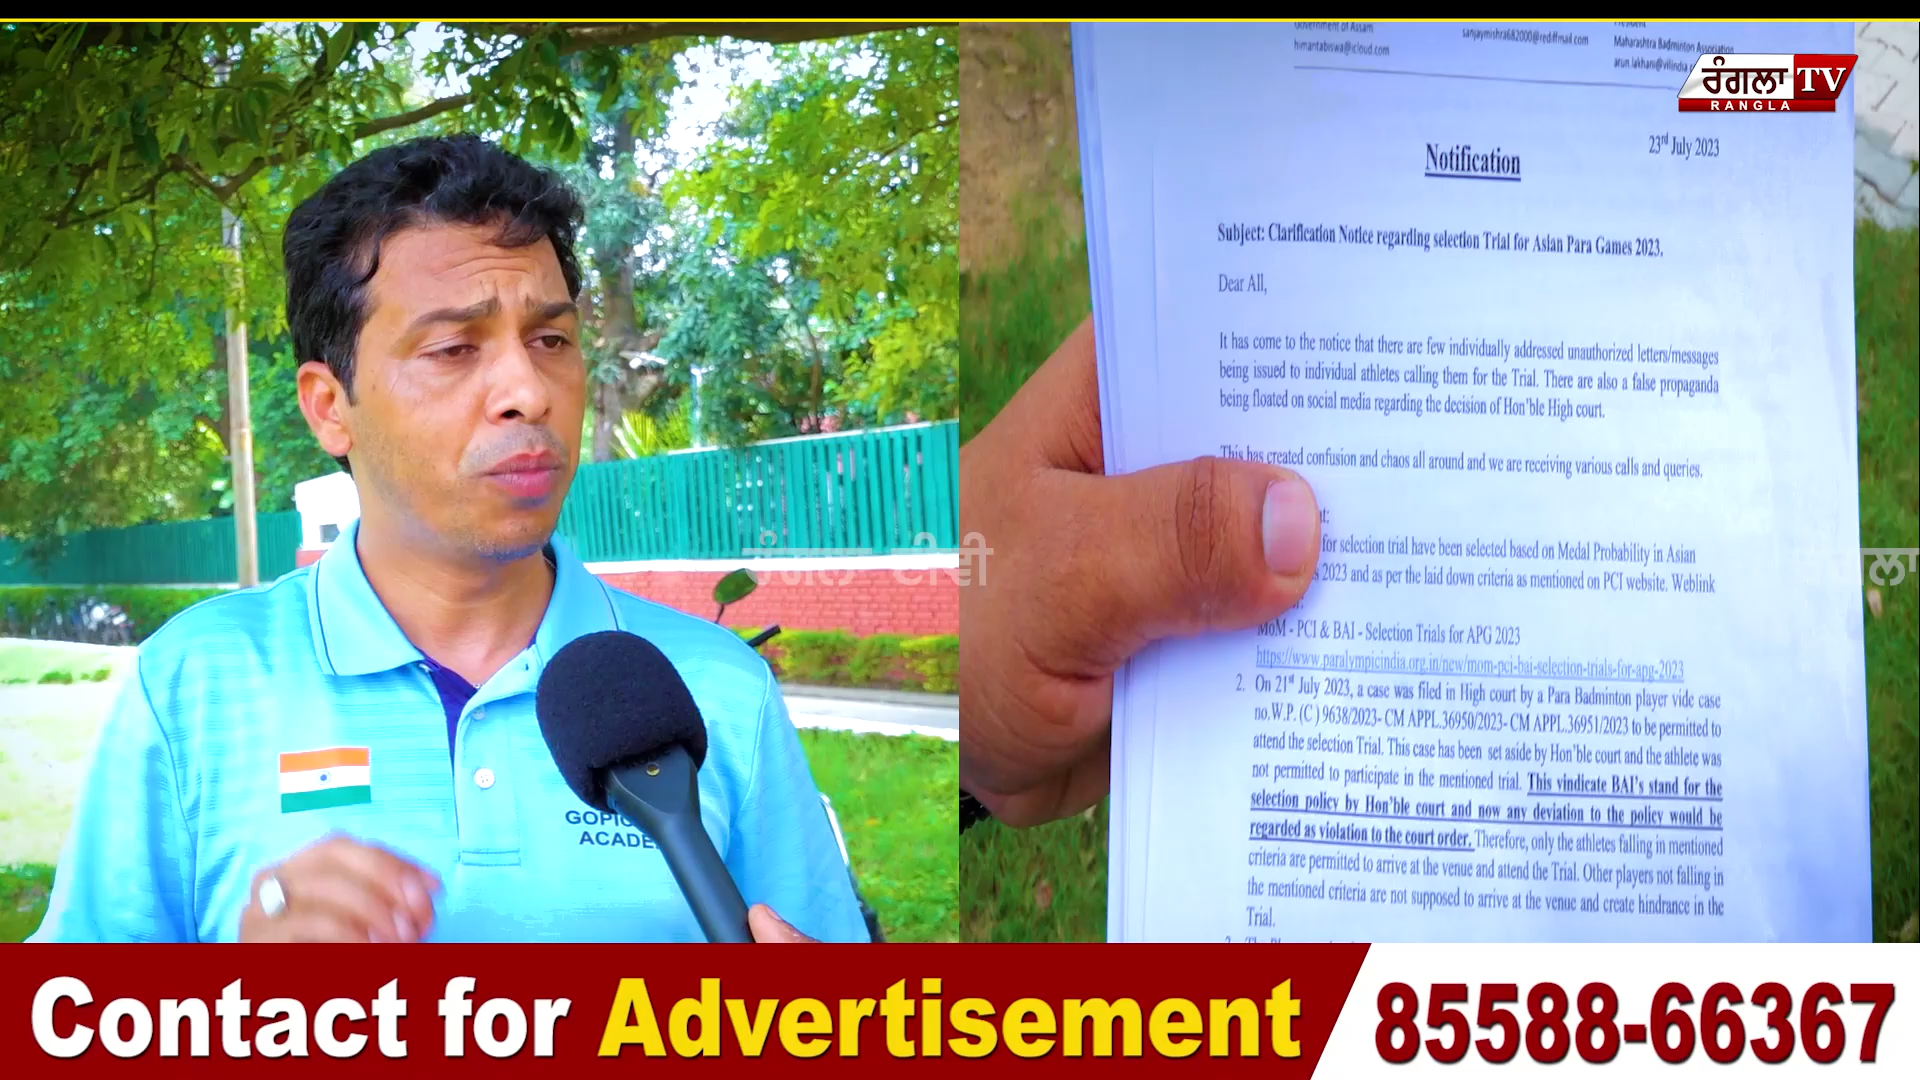 Government of Assam
himantabiswa@icloud.com
sanjaymishra682000@rediffmail.com
President
Maharashtra Badminton Association
arun.lakhani@vilindia
ਰੰਗਲਾ TV
RANGLA
23rd July 2023
Notification
Subject: Clarification Notice regarding selection Trial for Asian Para Games 2023.
Dear All,
It has come to the notice that there are few individually addressed unauthorized letters/messages
being issued to individual athletes calling them for the Trial. There are also a false propaganda
being floated on social media regarding the decision of Hon'ble High court.
This has created confusion and chaos all around and we are receiving various calls and queries.
for selection trial have been selected based on Medal Probability in Asian
2023 and as per the laid down criteria as mentioned on PCI website. Weblink
MoM - PCI & BAI - Selection Trials for APG 2023
https://www.paralympicindia.org.in/new/mom-pci-bai-selection-trials-for-apg-2023
2. On 21st July 2023, a case was filed in High court by a Para Badminton player vide case
no.W.P. (C ) 9638/2023- CM APPL.36950/2023- CM APPL.36951/2023 to be permitted to
attend the selection Trial. This case has been set aside by Hon'ble court and the athlete was
not permitted to participate in the mentioned trial. This vindicate BAI's stand for the
selection policy by Hon'ble court and now any deviation to the policy would be
regarded as violation to the court order. Therefore, only the athletes falling in mentioned
criteria are permitted to arrive at the venue and attend the Trial. Other players not falling in
the mentioned criteria are not supposed to arrive at the venue and create hindrance in the
Trial.
ਰੰਗਲਾ ਟੀਵੀ
ACADE
Contact for Advertisement
85588-66367